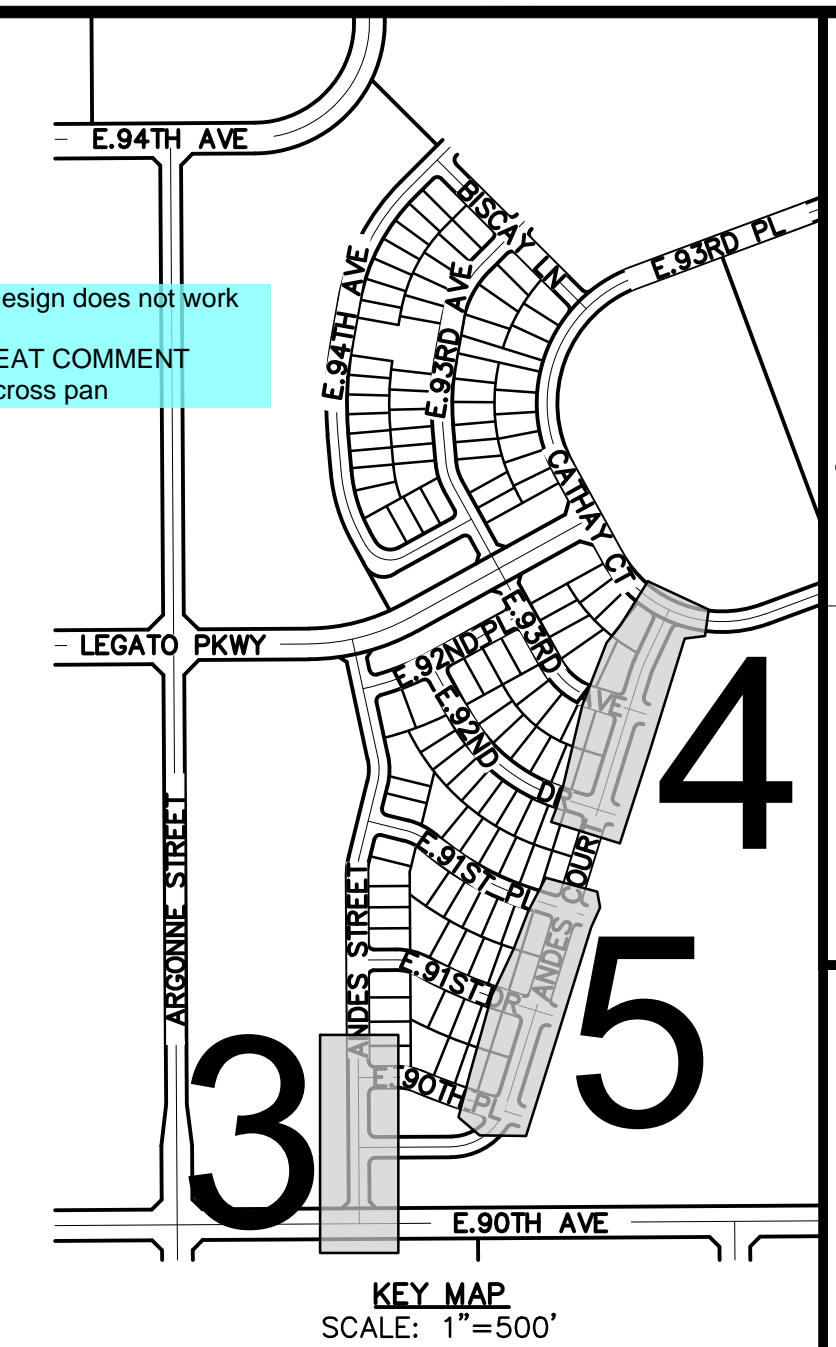 E.94TH AVE
BISCAY LN
E.93RD PL
E.94TH AVE
E.93RD AVE
esign does not work
EAT COMMENT
cross pan
CATHAY CT
LEGATO PKWY
E.92ND PL
E.93RD
AVE
E.92ND
DR
4
ARGONNE STREET
E.91ST PL
ANDES COURT
ANDES STREET
E.91ST DR
5
3
E.90TH PL
E.90TH AVE
KEY MAP
SCALE: 1"=500'